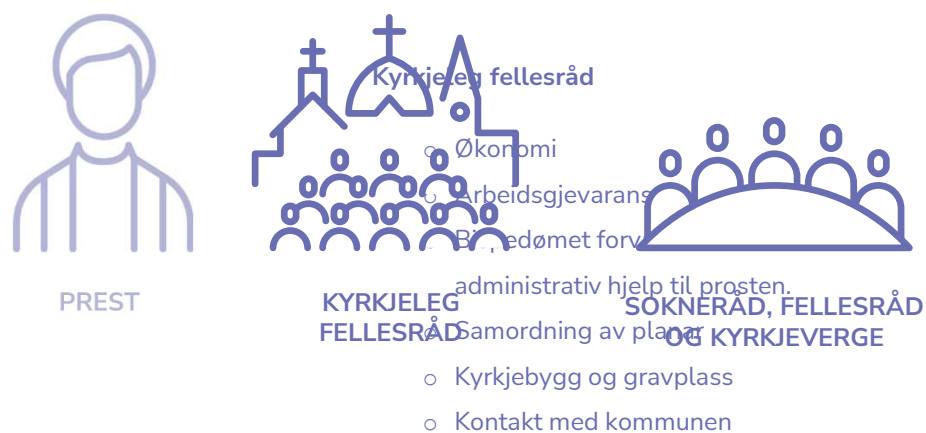 Kyrkjeleg fellesråd
o Økonomi
o Arbeidsgjevarans
forv
administrativ hjelp til prosten.
o Samordning av planar
o Kyrkjebygg og gravplass
o Kontakt med kommunen
PREST
KYRKJELEG
FELLESRÅD
SOKNERÅD, FELLESRÅD
OG KYRKJEVERGE